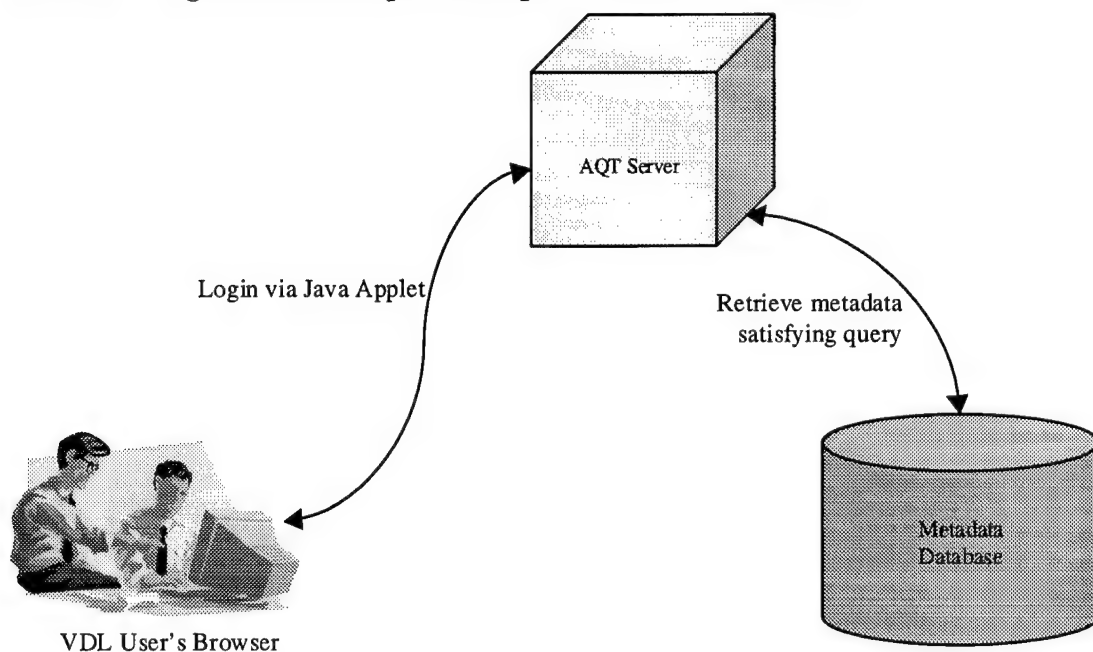 AQT Server
Login via Java Applet
Retrieve metadata
satisfying query
Metadata
Database
VDL User's Browser